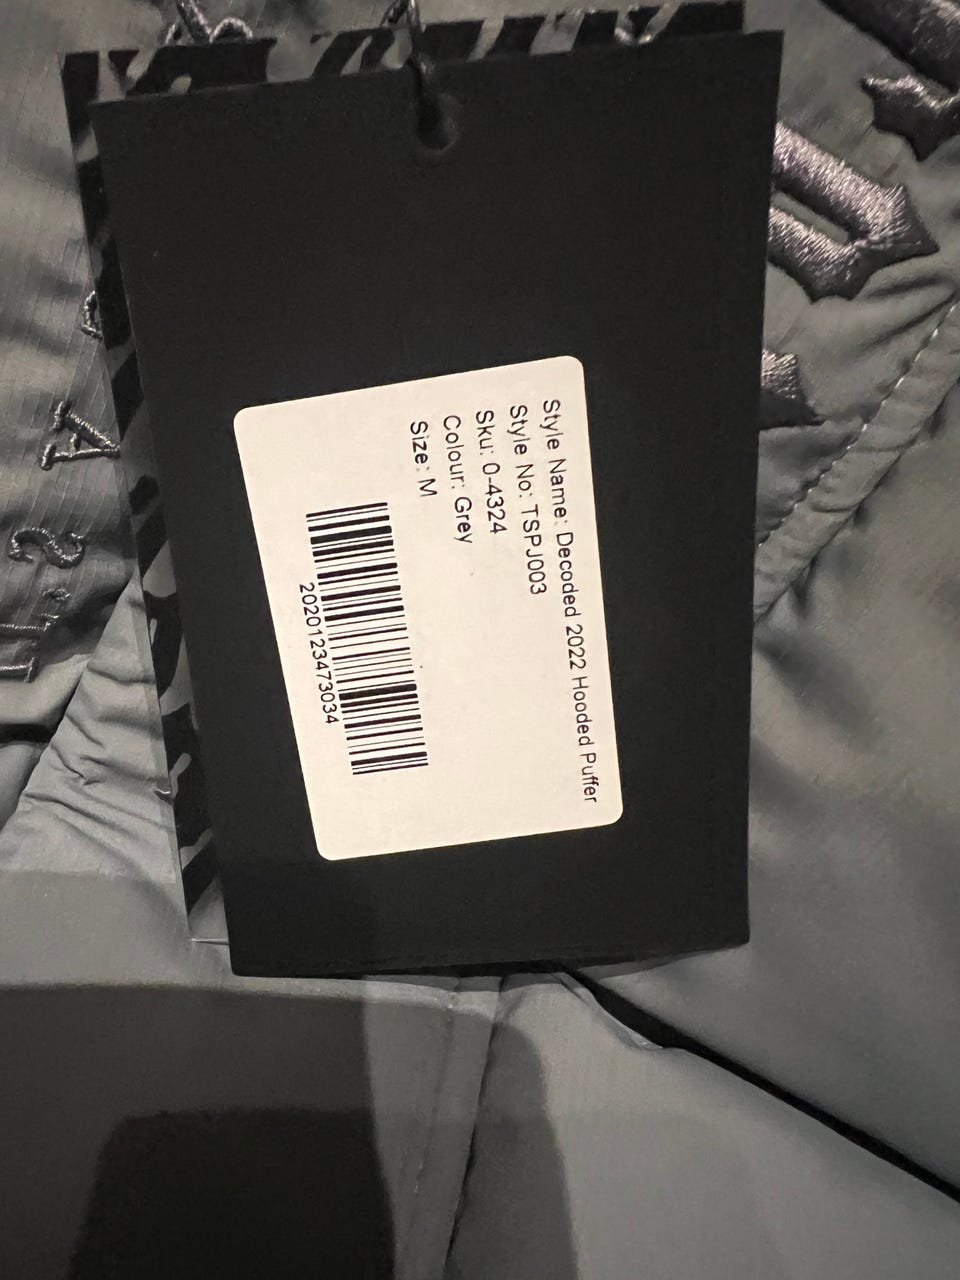 Style Name: Decoded 2022 Hooded Puffer
Style No: TSPJ003
Sku: 0-4324
Colour: Grey
Size: M
2020123473034